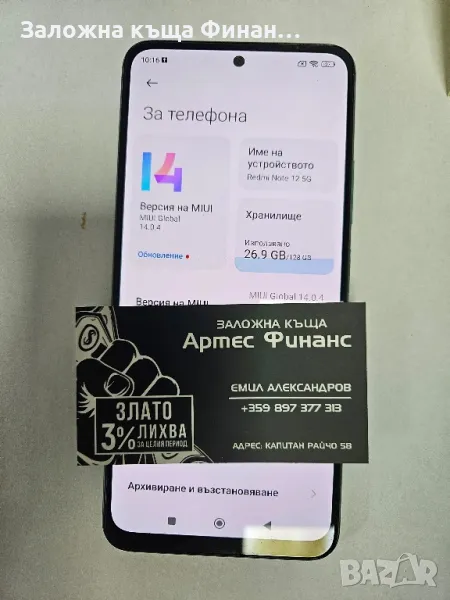 Заложна къща Финан...
10:16
За телефона
Версия на MIUI
MIUI Global
14.0.4
Обновление
Име на
устройството
Redmi Note 12 5G
Хранилище
Използвано
26.9 GB/128 GB
Версия на MIUI
MIUI Global 14.0.4
ЗАЛОЖНА КЪЩА
Артес Финанс
ЕМИЛ АЛЕКСАНДРОВ
+359 897 377 313
АДРЕС: КАПИТАН РАЙЧО 58
ЗЛАТО
3% ЛИХВА
ЗА ЦЕЛИЯ ПЕРИОД
Архивиране и възстановяване
BAZAR